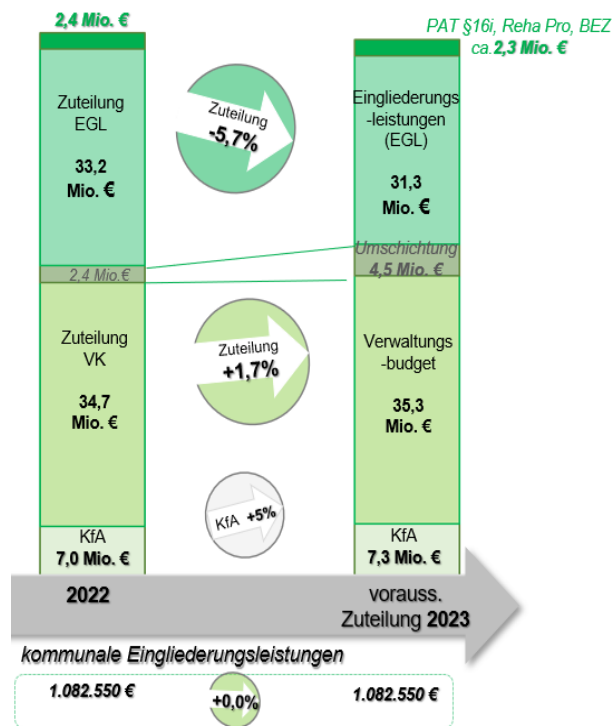 2,4 Mio. €
PAT §16i, Reha Pro, BEZ
ca. 2,3 Mio. €
Zuteilung
EGL
33,2
Mio. €
Zuteilung
-5,7%
Eingliederungs
-leistungen
(EGL)
31,3
Mio. €
2,4 Mio. €
Umschichtung
4,5 Mio. €
Zuteilung
VK
34,7
Mio. €
Zuteilung
+1,7%
Verwaltungs
-budget
35,3
Mio. €
KfA +5%
KfA
7,0 Mio. €
KfA
7,3 Mio. €
2022
vorauss.
Zuteilung 2023
kommunale Eingliederungsleistungen
1.082.550 €
+0,0%
1.082.550 €